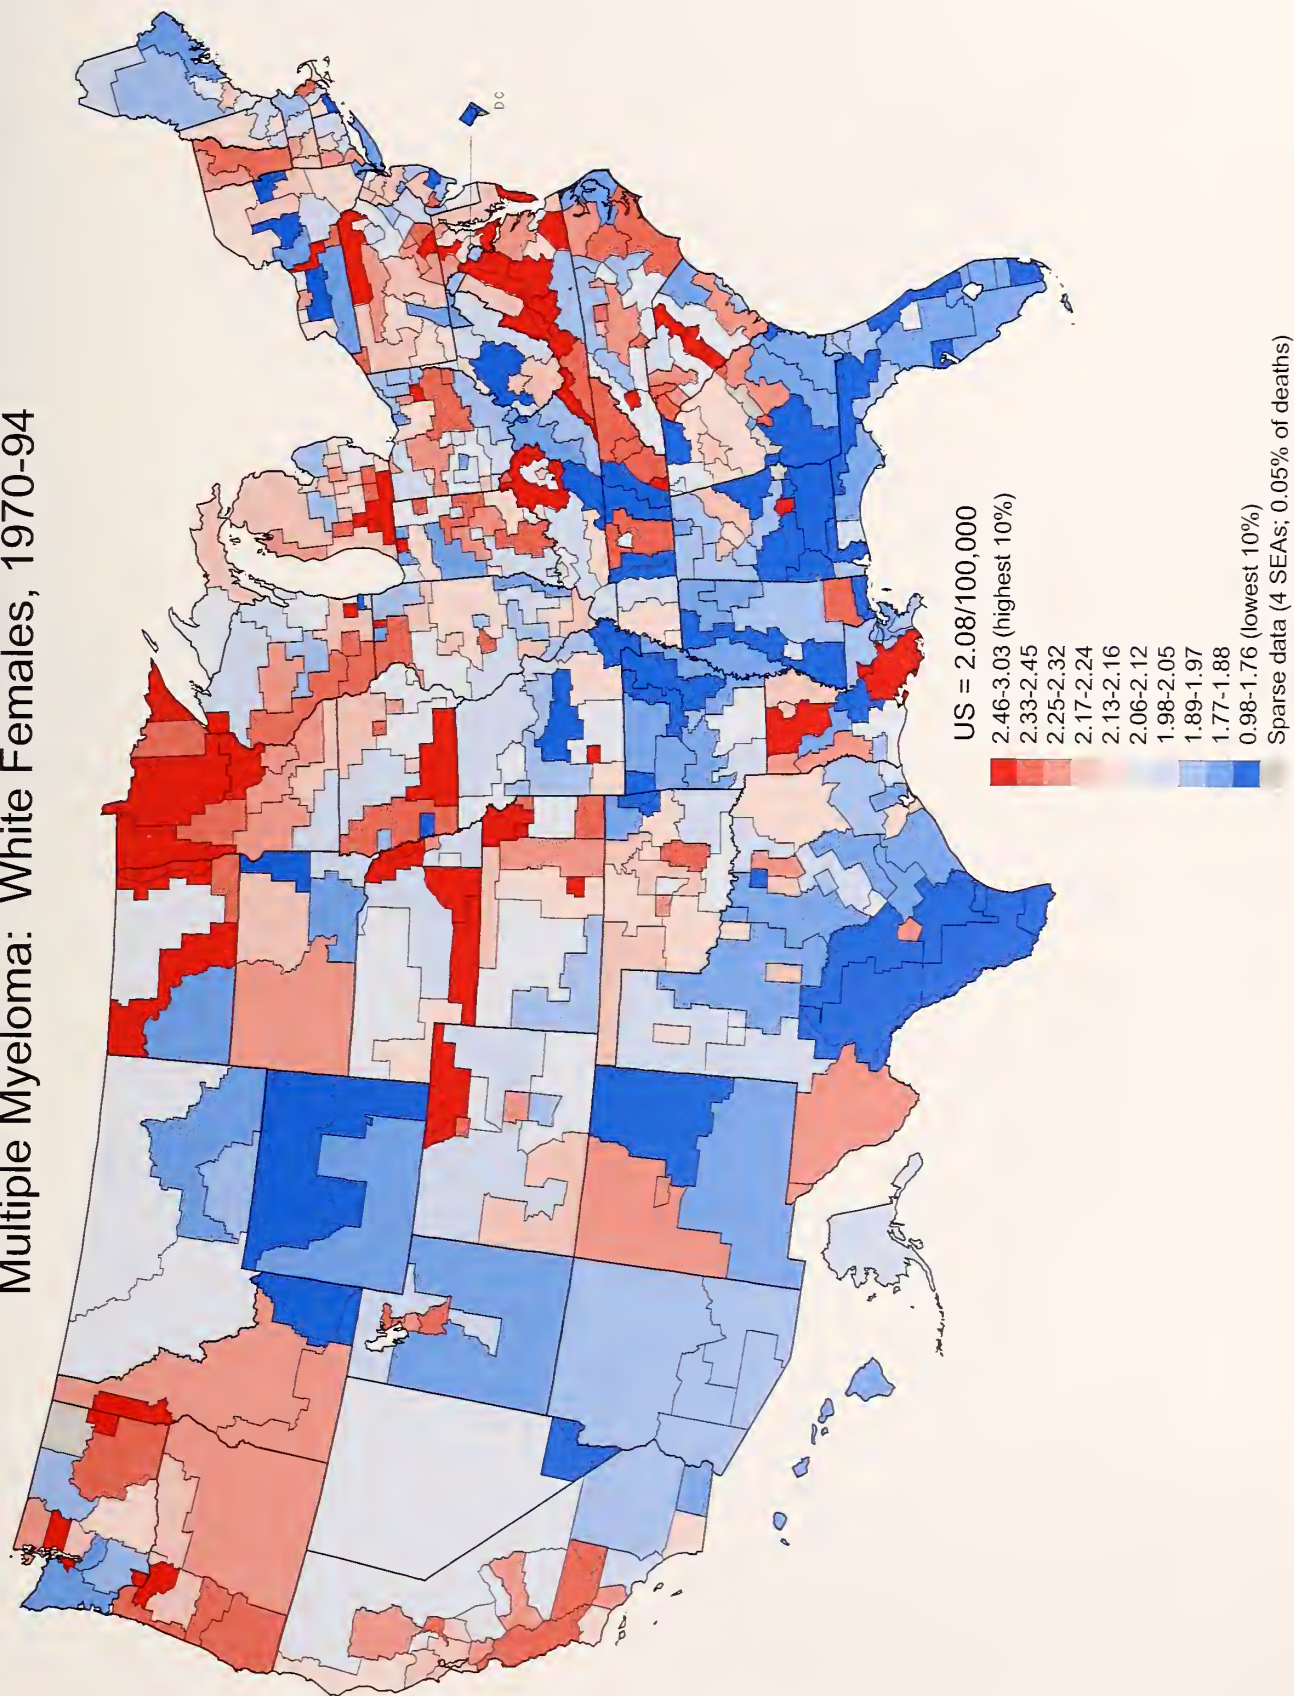 Multiple Myeloma: White Females, 1970-94
DC
US = 2.08/100,000
2.46-3.03 (highest 10%)
2.33-2.45
2.25-2.32
2.17-2.24
2.13-2.16
2.06-2.12
1.98-2.05
1.89-1.97
1.77-1.88
0.98-1.76 (lowest 10%)
Sparse data (4 SEAs; 0.05% of deaths)